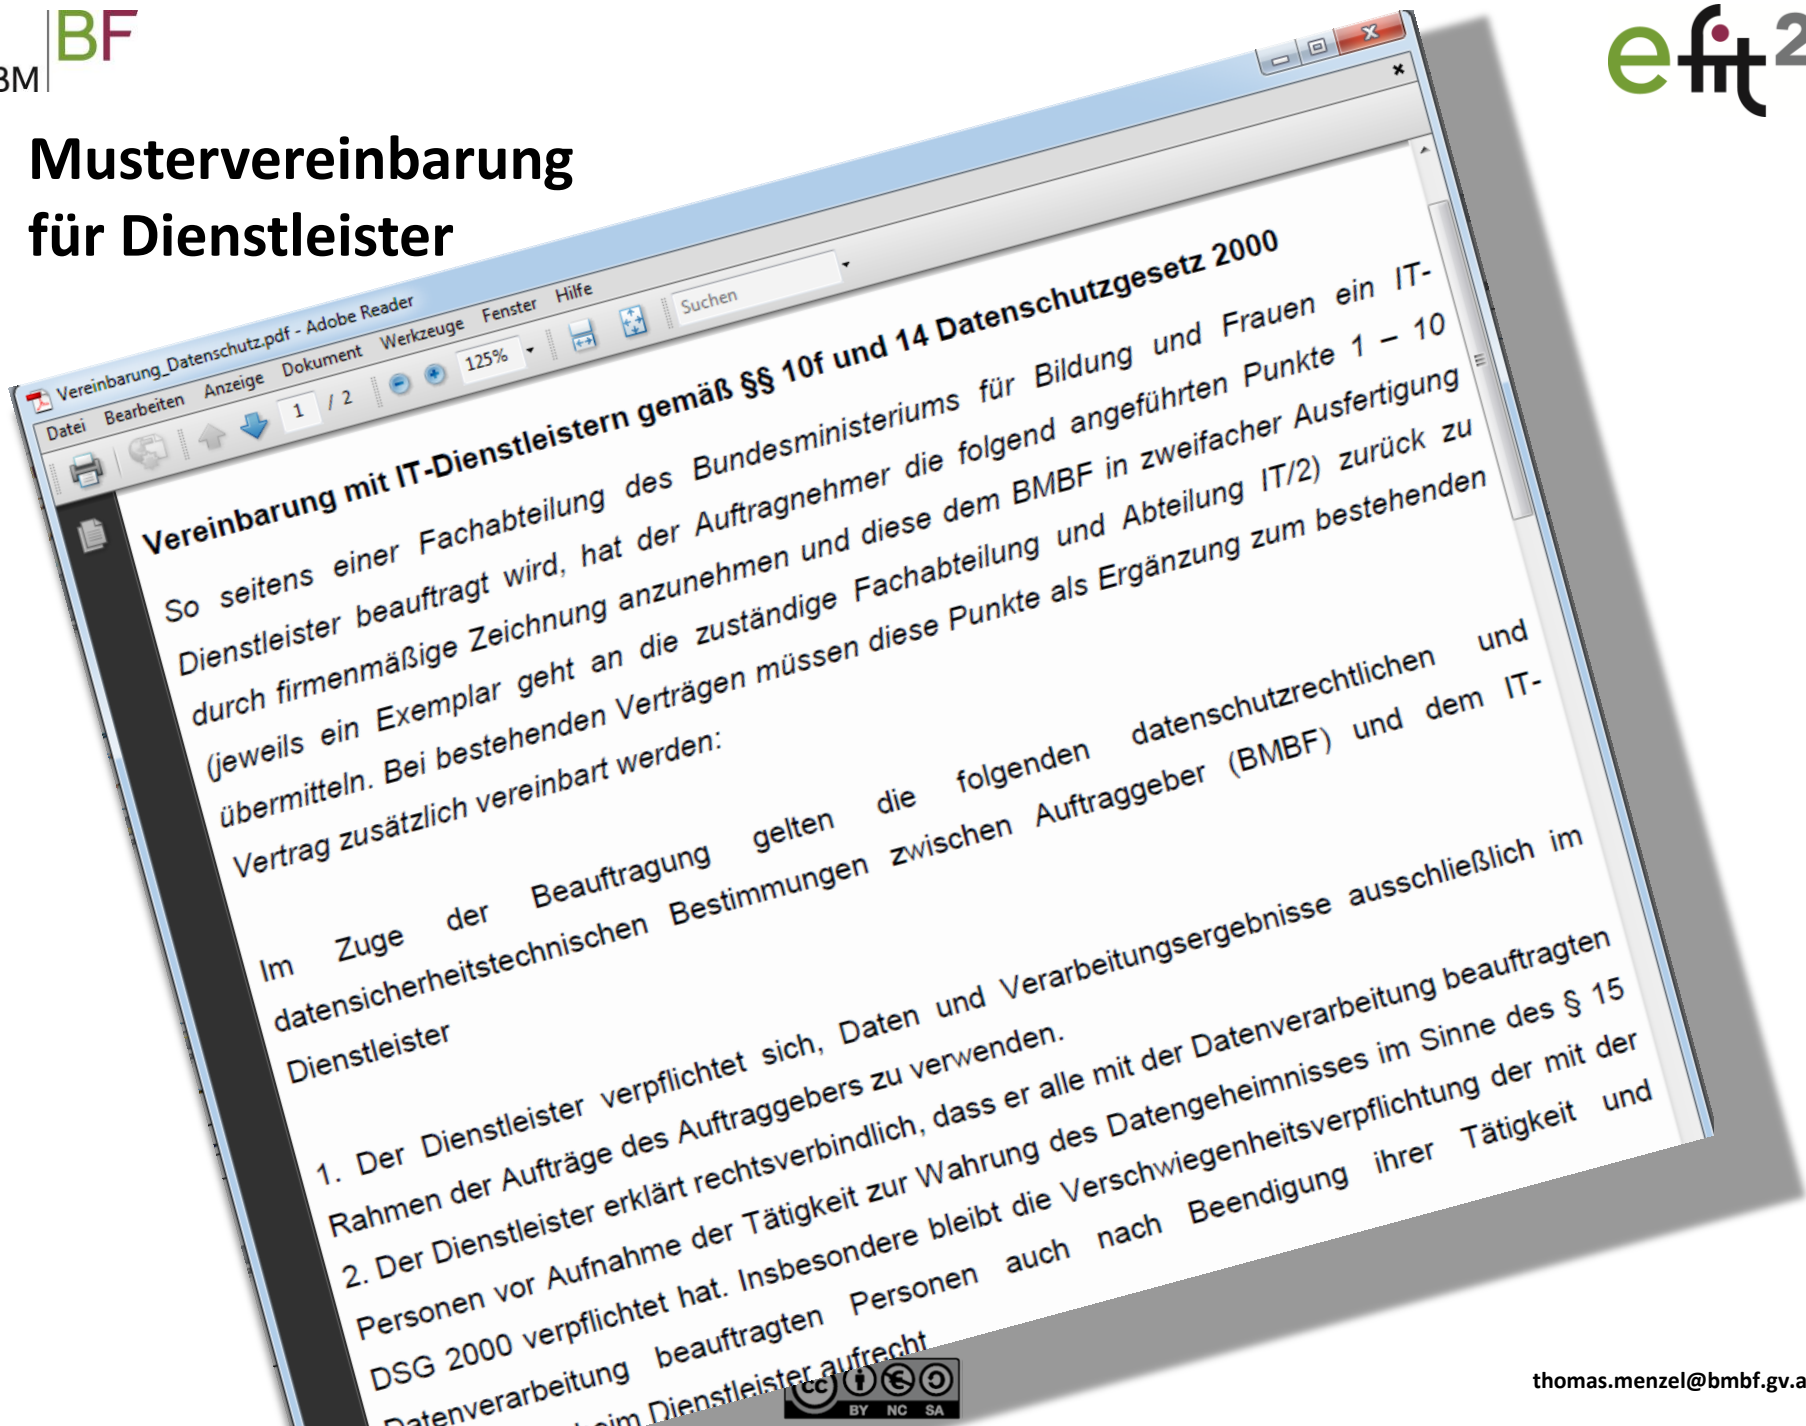 BM
BF
efit 2
Mustervereinbarung
für Dienstleister
Vereinbarung_Datenschutz.pdf - Adobe Reader
Datei Bearbeiten Anzeige Dokument Werkzeuge Fenster Hilfe
1 / 2 125% Suchen
Vereinbarung mit IT-Dienstleistern gemäß §§ 10f und 14 Datenschutzgesetz 2000
So seitens einer Fachabteilung des Bundesministeriums für Bildung und Frauen ein IT-
Dienstleister beauftragt wird, hat der Auftragnehmer die folgend angeführten Punkte 1 – 10
durch firmenmäßige Zeichnung anzunehmen und diese dem BMBF in zweifacher Ausfertigung
(jeweils ein Exemplar geht an die zuständige Fachabteilung und Abteilung IT/2) zurück zu
übermitteln. Bei bestehenden Verträgen müssen diese Punkte als Ergänzung zum bestehenden
Vertrag zusätzlich vereinbart werden:
Im Zuge der Beauftragung gelten die folgenden datenschutzrechtlichen und
datensicherheitstechnischen Bestimmungen zwischen Auftraggeber (BMBF) und dem IT-
Dienstleister
1. Der Dienstleister verpflichtet sich, Daten und Verarbeitungsergebnisse ausschließlich im
Rahmen der Aufträge des Auftraggebers zu verwenden.
2. Der Dienstleister erklärt rechtsverbindlich, dass er alle mit der Datenverarbeitung beauftragten
Personen vor Aufnahme der Tätigkeit zur Wahrung des Datengeheimnisses im Sinne des § 15
DSG 2000 verpflichtet hat. Insbesondere bleibt die Verschwiegenheitsverpflichtung der mit der
Datenverarbeitung beauftragten Personen auch nach Beendigung ihrer Tätigkeit und
beim Dienstleister aufrecht
cc BY NC SA
thomas.menzel@bmbf.gv.a